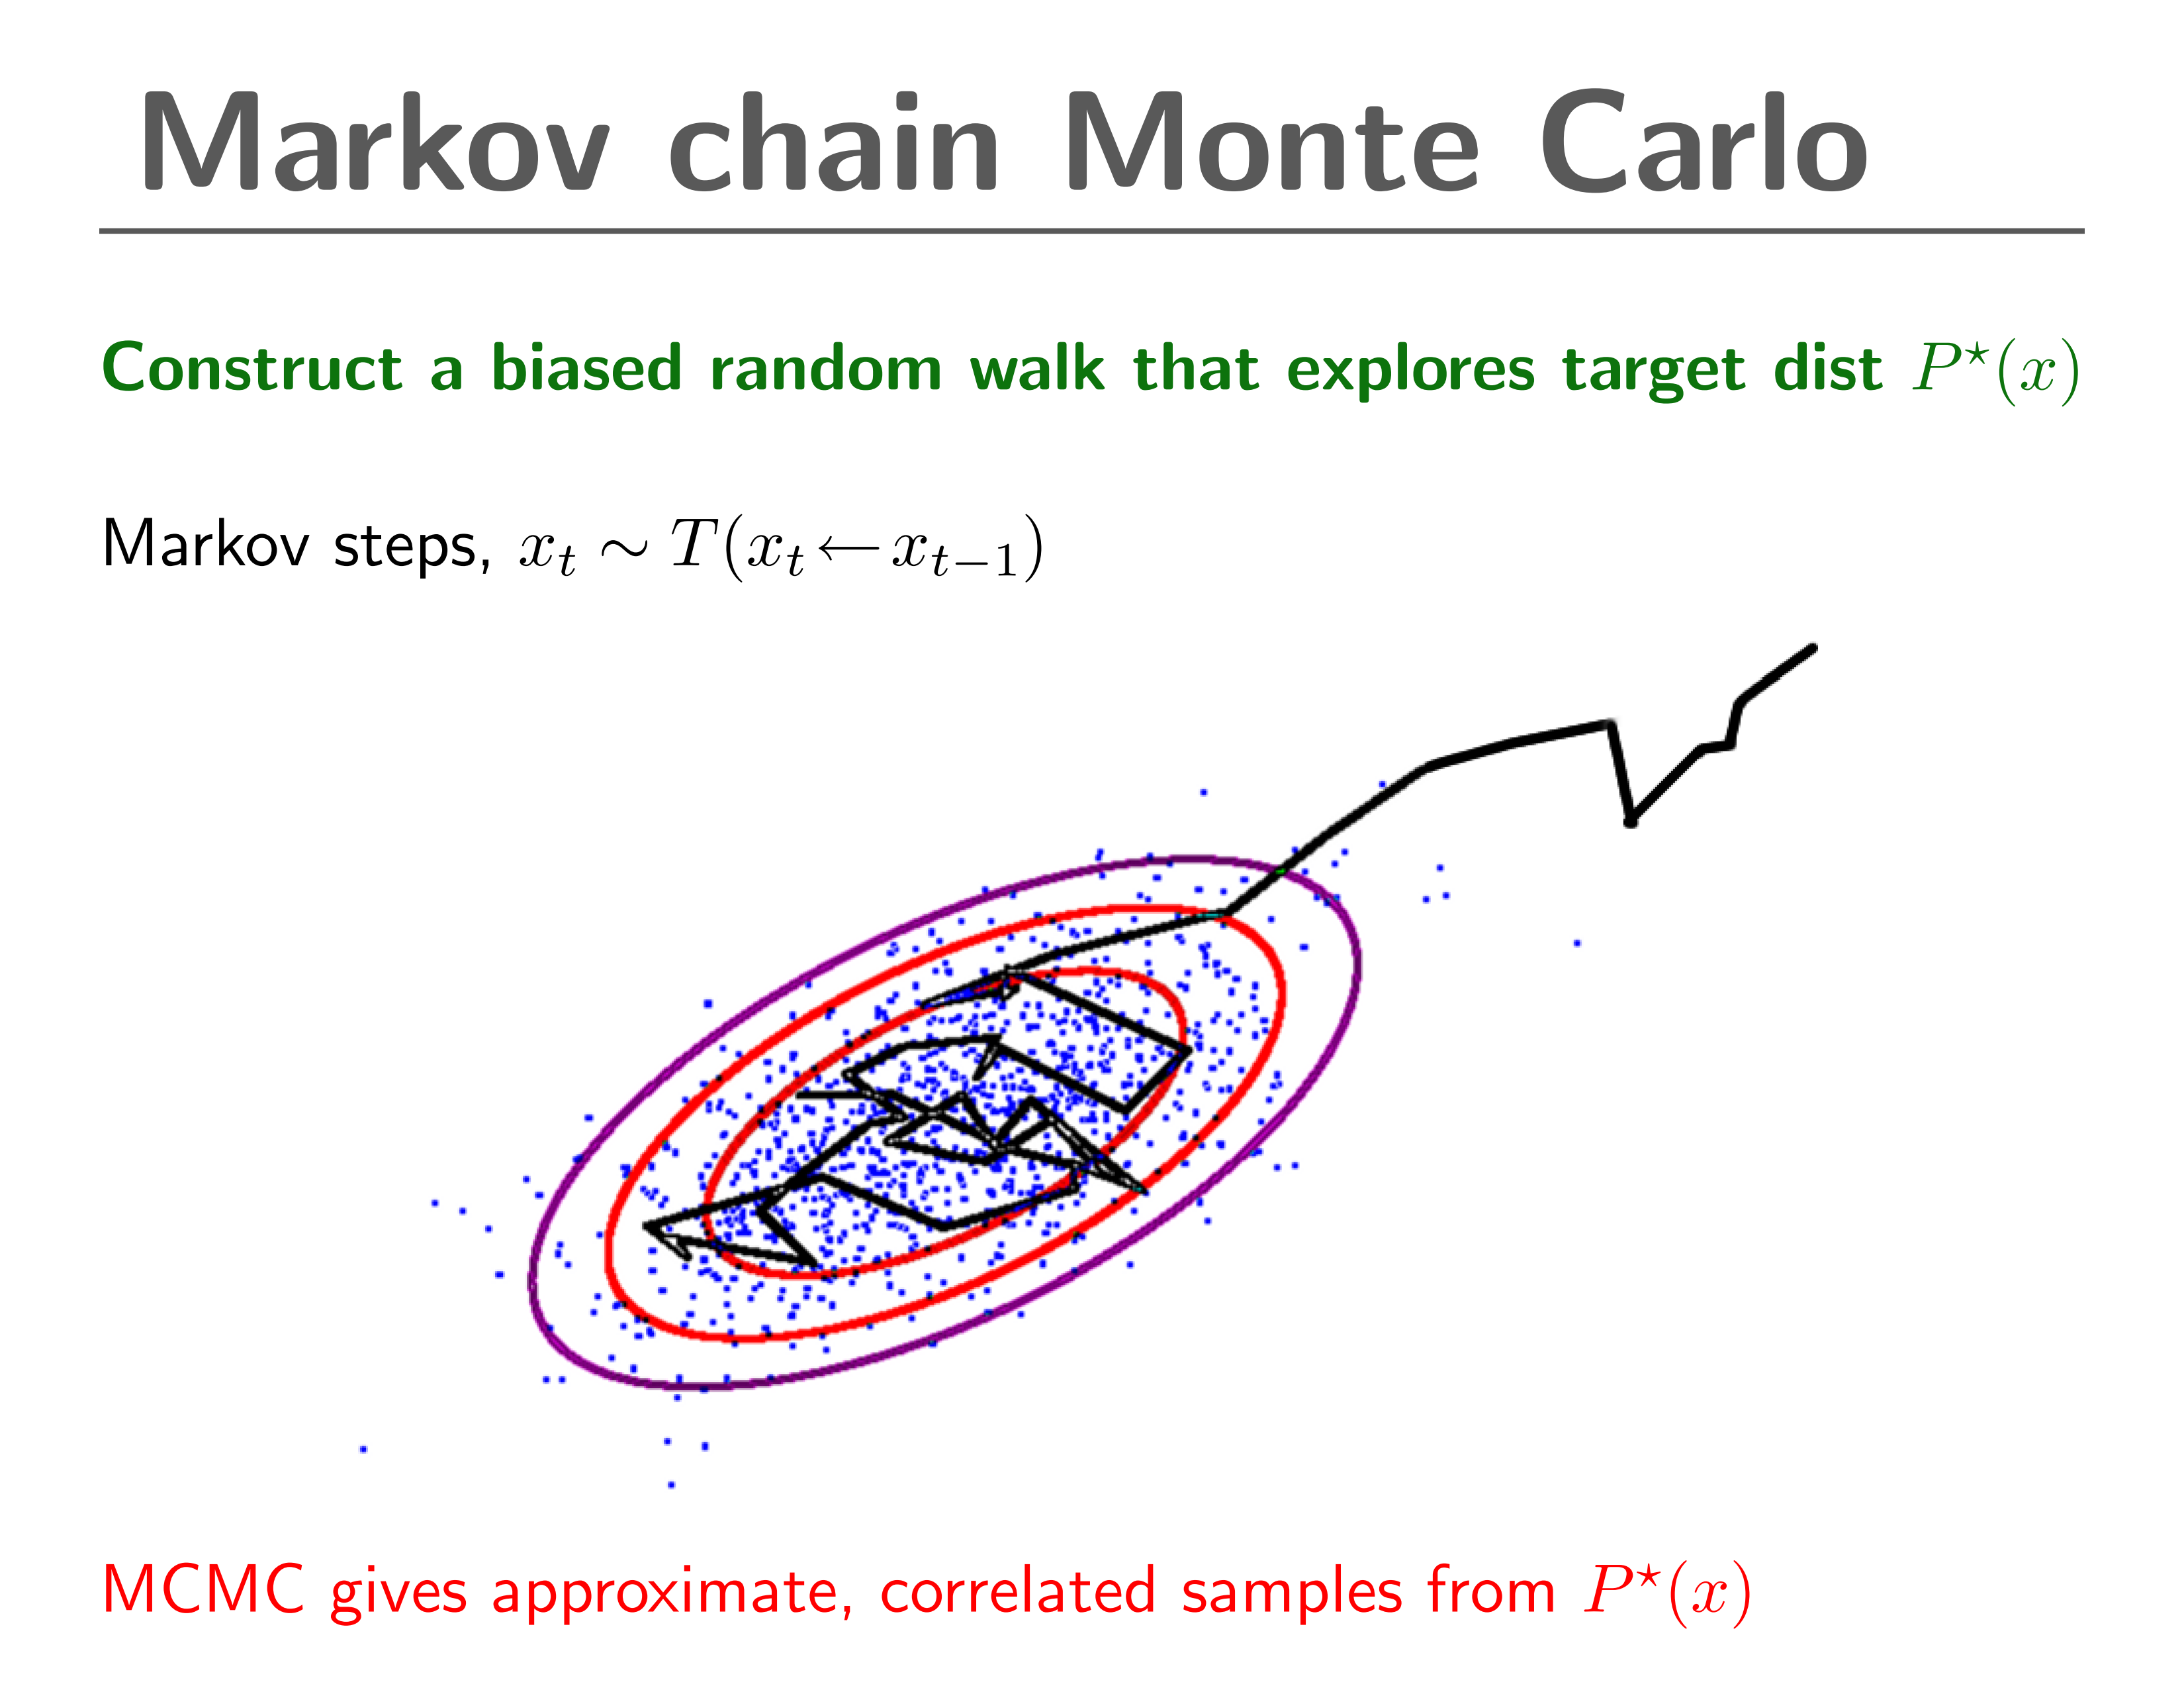 Markov chain Monte Carlo
Construct a biased random walk that explores target dist P⋆(x)
Markov steps, x_t ∼ T(x_t←x_{t−1})
MCMC gives approximate, correlated samples from P⋆(x)